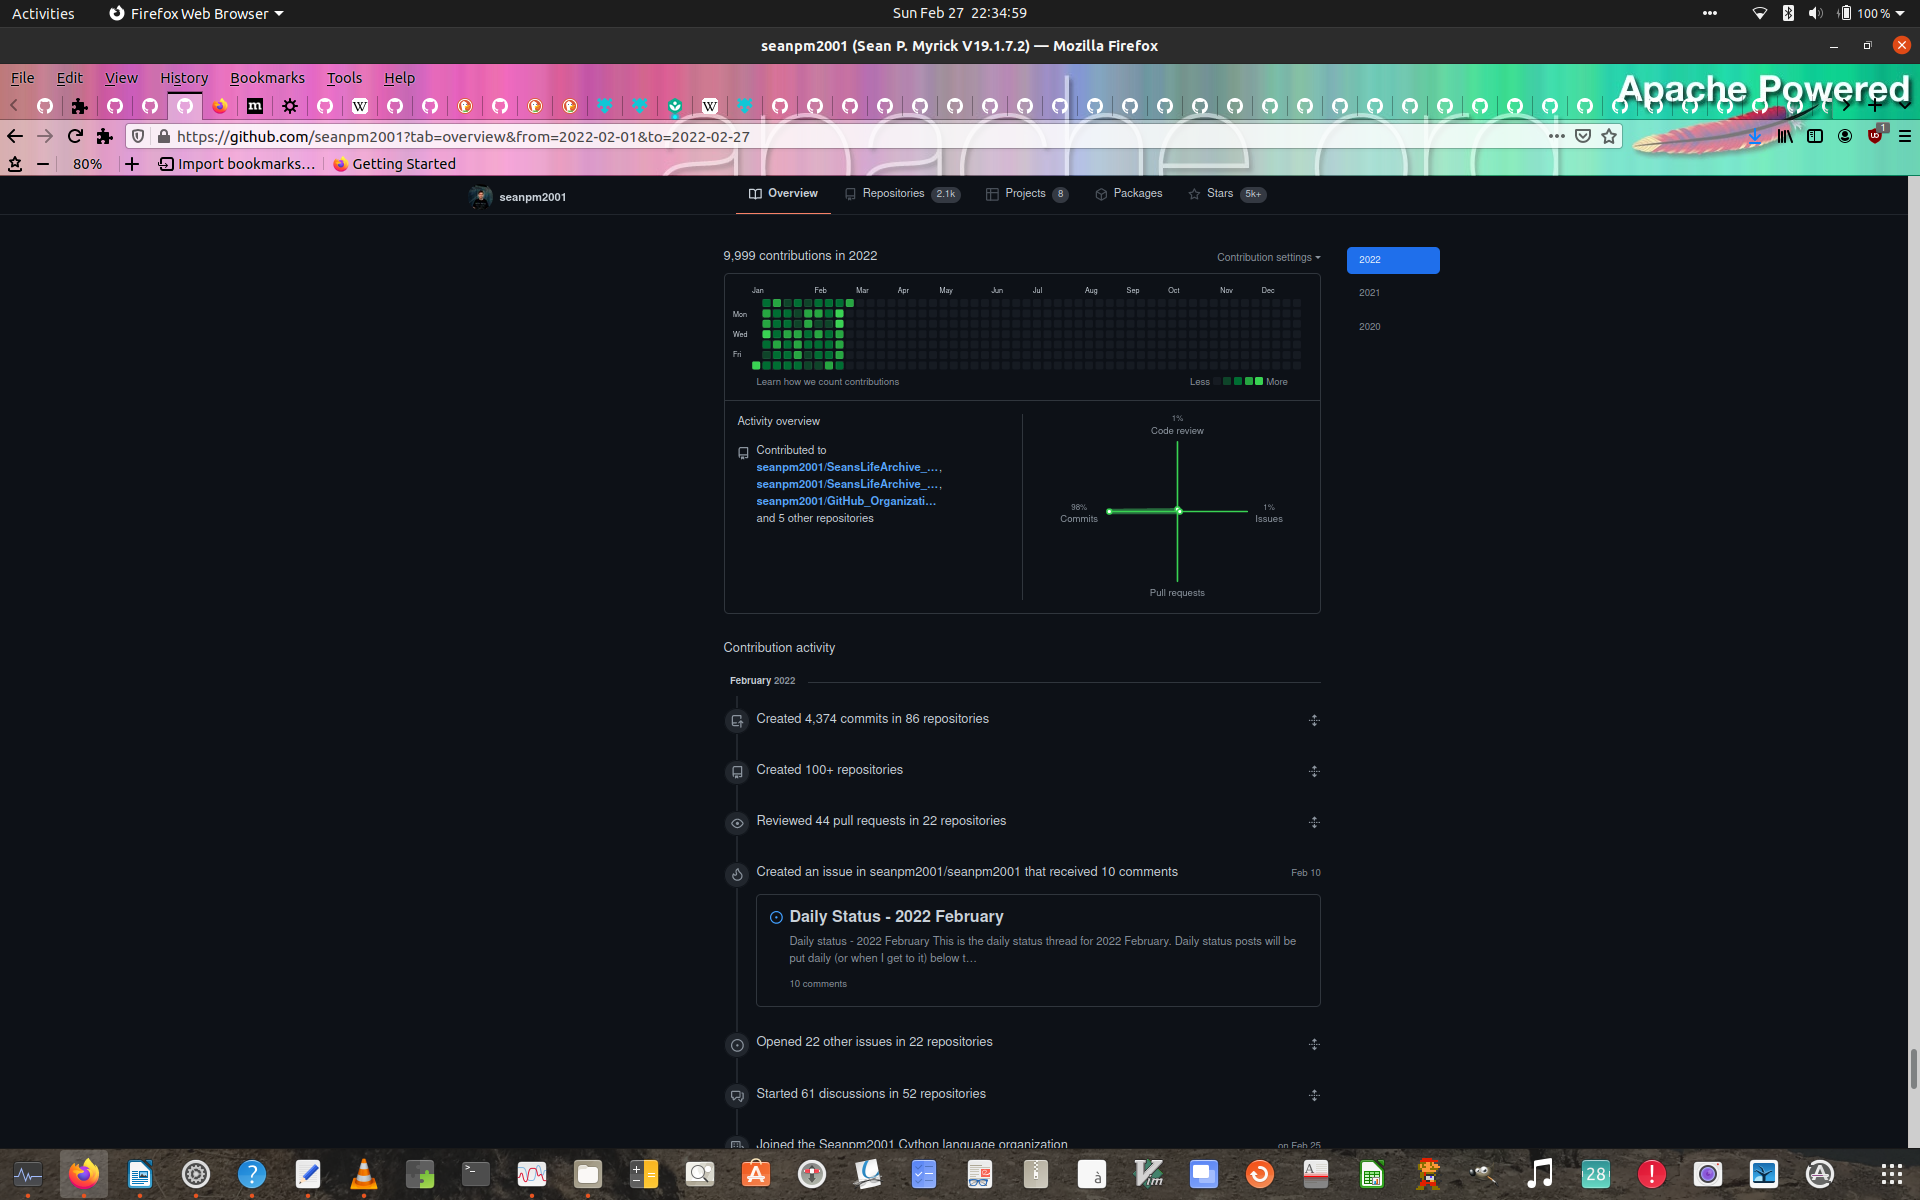 Activities
Firefox Web Browser
Sun Feb 27 22:34:59
100 %
seanpm2001 (Sean P. Myrick V19.1.7.2) — Mozilla Firefox
File Edit View History Bookmarks Tools Help
Apache Powered
https://github.com/seanpm2001?tab=overview&from=2022-02-01&to=2022-02-27
1
80%
Import bookmarks...
Getting Started
seanpm2001
Overview
Repositories 2.1k
Projects 8
Packages
Stars 5k+
9,999 contributions in 2022
Contribution settings
2022
2021
2020
Jan Feb Mar Apr May Jun Jul Aug Sep Oct Nov Dec
Mon
Wed
Fri
Learn how we count contributions
Less More
Activity overview
Contributed to
seanpm2001/SeansLifeArchive_...,
seanpm2001/SeansLifeArchive_...,
seanpm2001/GitHub_Organizati...
and 5 other repositories
1%
Code review
98%
Commits
1%
Issues
Pull requests
Contribution activity
February 2022
Created 4,374 commits in 86 repositories
Created 100+ repositories
Reviewed 44 pull requests in 22 repositories
Created an issue in seanpm2001/seanpm2001 that received 10 comments
Feb 10
Daily Status - 2022 February
Daily status - 2022 February This is the daily status thread for 2022 February. Daily status posts will be
put daily (or when I get to it) below t...
10 comments
Opened 22 other issues in 22 repositories
Started 61 discussions in 52 repositories
Joined the Seanpm2001 Cython language organization
on Feb 25
28